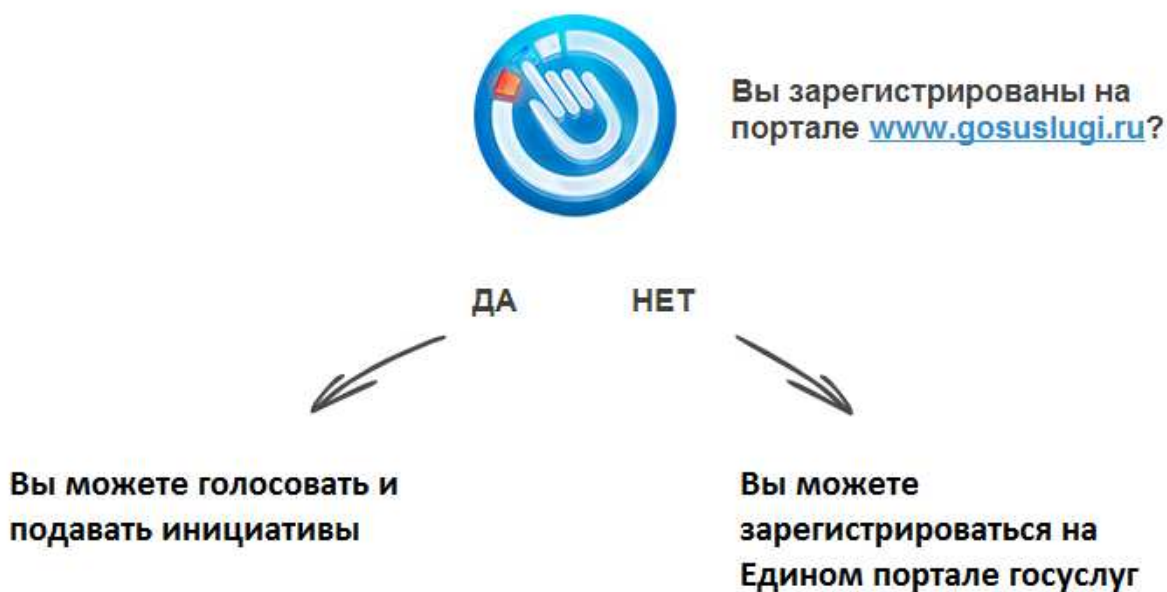 Вы зарегистрированы на
портале www.gosuslugi.ru?
ДА НЕТ
Вы можете голосовать и
подавать инициативы
Вы можете
зарегистрироваться на
Едином портале госуслуг